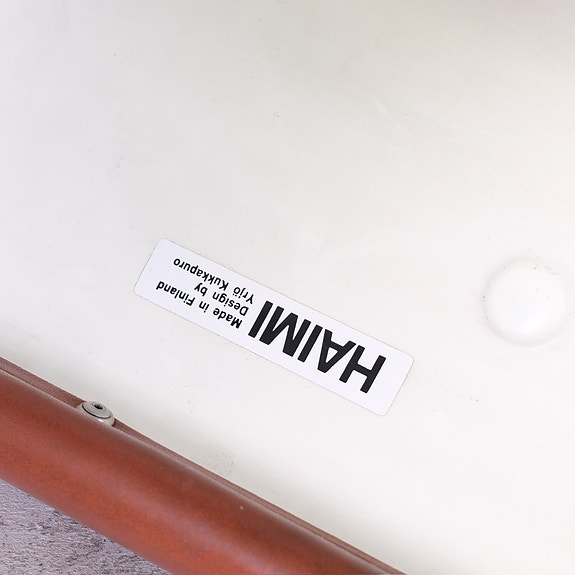 HAIMI
Made in Finland
Design by
Yrjö Kukkapuro